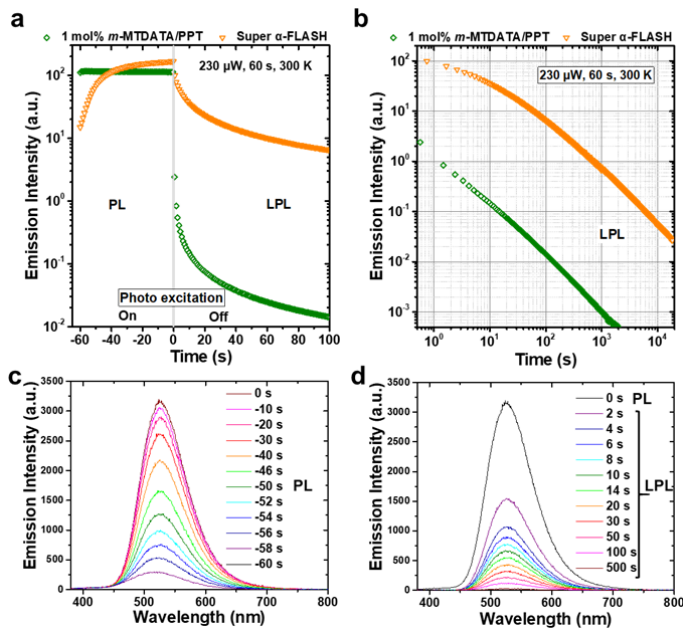 a
1 mol% m-MTDATA/PPT Super α-FLASH
230 μW, 60 s, 300 K
PL
LPL
Photo excitation
On Off
Emission Intensity (a.u.)
10²
10¹
10⁰
10⁻¹
10⁻²
-60 -40 -20 0 20 40 60 80 100
Time (s)
b
1 mol% m-MTDATA/PPT Super α-FLASH
230 μW, 60 s, 300 K
LPL
Emission Intensity (a.u.)
10²
10¹
10⁰
10⁻¹
10⁻²
10⁻³
10⁰ 10¹ 10² 10³ 10⁴
Time (s)
c
Emission Intensity (a.u.)
3500
3000
2500
2000
1500
1000
500
0
0 s
-10 s
-20 s
-30 s
-40 s
-46 s
-50 s
-52 s
-54 s
-56 s
-58 s
-60 s
PL
400 500 600 700 800
Wavelength (nm)
d
Emission Intensity (a.u.)
3500
3000
2500
2000
1500
1000
500
0
0 s PL
2 s
4 s
6 s
8 s
10 s
14 s
20 s
30 s
50 s
100 s
500 s
LPL
400 500 600 700 800
Wavelength (nm)